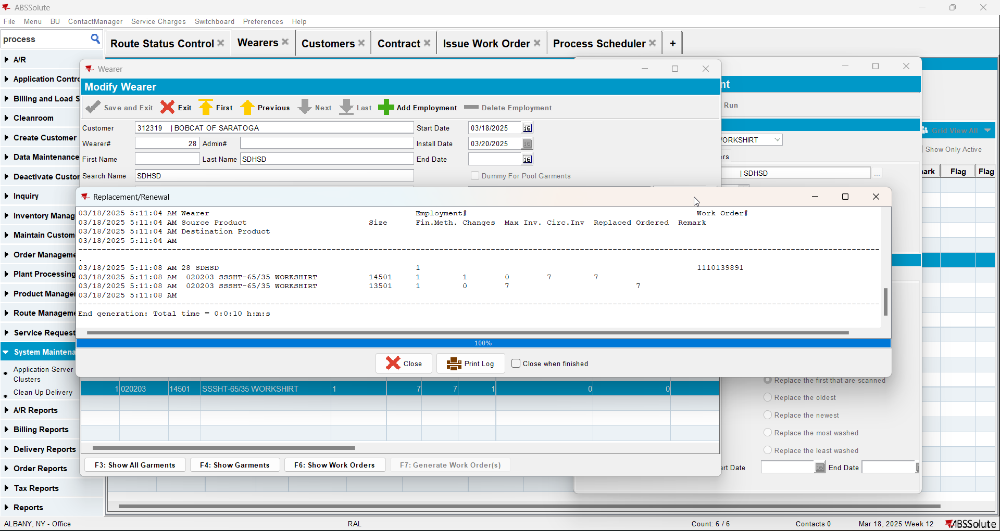 ABSSolute
File Menu BU ContactManager Service Charges Switchboard Preferences Help
process
Route Status Control Wearers Customers Contract Issue Work Order Process Scheduler +
A/R
Application Contro
Billing and Load S
Cleanroom
Create Customer
Data Maintenance
Deactivate Custor
Inquiry
Inventory Manag
Maintain Custom
Order Manageme
Plant Processing
Product Manager
Route Manageme
Service Request
System Maintena
Application Server
Clusters
Clean Up Delivery
A/R Reports
Billing Reports
Delivery Reports
Order Reports
Tax Reports
Reports
Wearer
Modify Wearer
Save and Exit Exit First Previous Next Last Add Employment Delete Employment
Customer 312319 | BOBCAT OF SARATOGA Start Date 03/18/2025 16
Wearer# 28 Admin# Install Date 03/20/2025 16
First Name Last Name SDHSD End Date 16
Search Name SDHSD Dummy For Pool Garments
nt
Run
Grid View All
ORKSHIRT
Show Only Active
rs
ark Flag Flag
| SDHSD ...
Replacement/Renewal
03/18/2025 5:11:04 AM Wearer Employment# Work Order#
03/18/2025 5:11:04 AM Source Product Size Fin.Meth. Changes Max Inv. Circ.Inv Replaced Ordered Remark
03/18/2025 5:11:04 AM Destination Product
03/18/2025 5:11:04 AM
--------------------------------------------------------------------------------
.
03/18/2025 5:11:08 AM 28 SDHSD 1 1110139891
03/18/2025 5:11:08 AM 020203 SSSHT-65/35 WORKSHIRT 14501 1 1 0 7 7
03/18/2025 5:11:08 AM 020203 SSSHT-65/35 WORKSHIRT 13501 1 0 7 7
03/18/2025 5:11:08 AM
--------------------------------------------------------------------------------
End generation: Total time = 0:0:10 h:m:s
100%
Close Print Log Close when finished
1 020203 14501 SSSHT-65/35 WORKSHIRT 1 7 7 1 0 0
F3: Show All Garments F4: Show Garments F6: Show Work Orders F7: Generate Work Order(s)
Replace the first that are scanned
Replace the oldest
Replace the newest
Replace the most washed
Replace the least washed
rt Date 16 End Date
ALBANY, NY - Office RAL Count: 6 / 6 Contacts 0 Mar 18, 2025 Week 12 ABSSolute